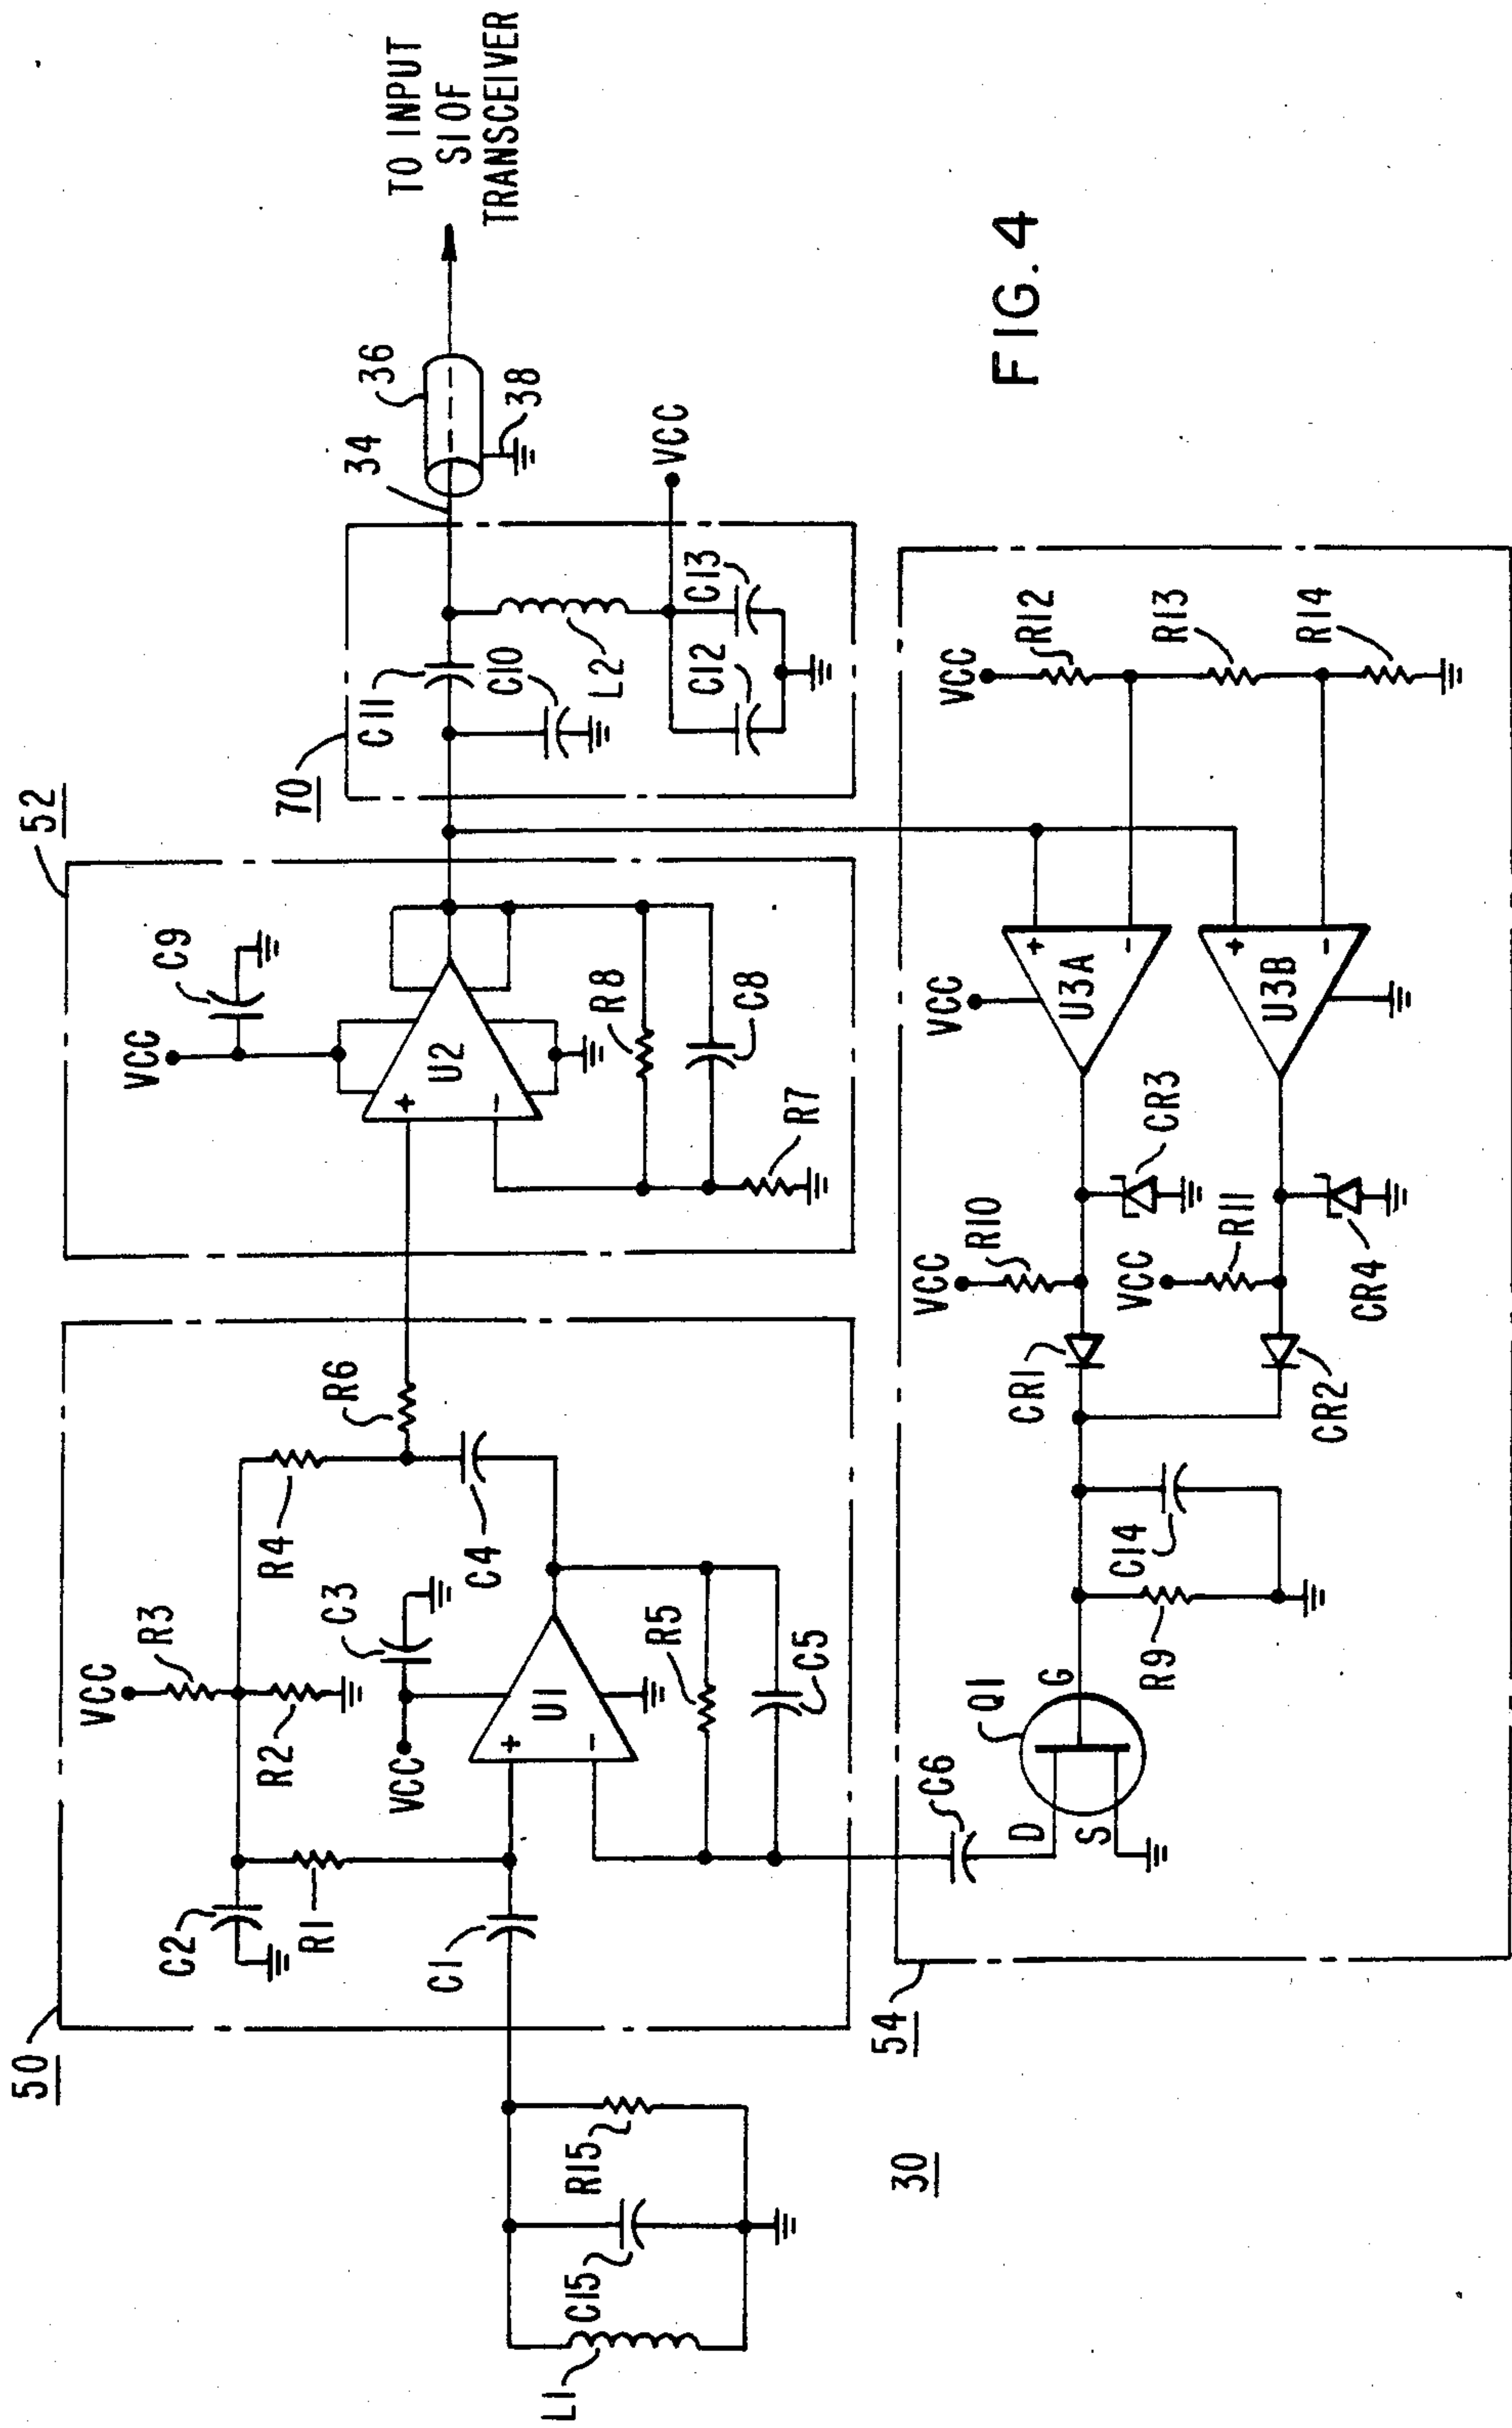 50
52
70
TO INPUT
S1 OF
TRANSCEIVER
34
36
38
VCC
R3
C2
R2
R1
R4
R6
C3
VCC
U1
+
-
C4
R5
C5
C1
L1
C15
R15
VCC
C9
U2
+
-
R8
C8
R7
C11
C10
L2
C12
C13
VCC
30
54
C6
D
S
Q1
G
R9
C14
CR1
CR2
VCC
R10
VCC
R11
CR3
CR4
VCC
U3A
+
-
U3B
+
-
VCC
R12
R13
R14
FIG. 4